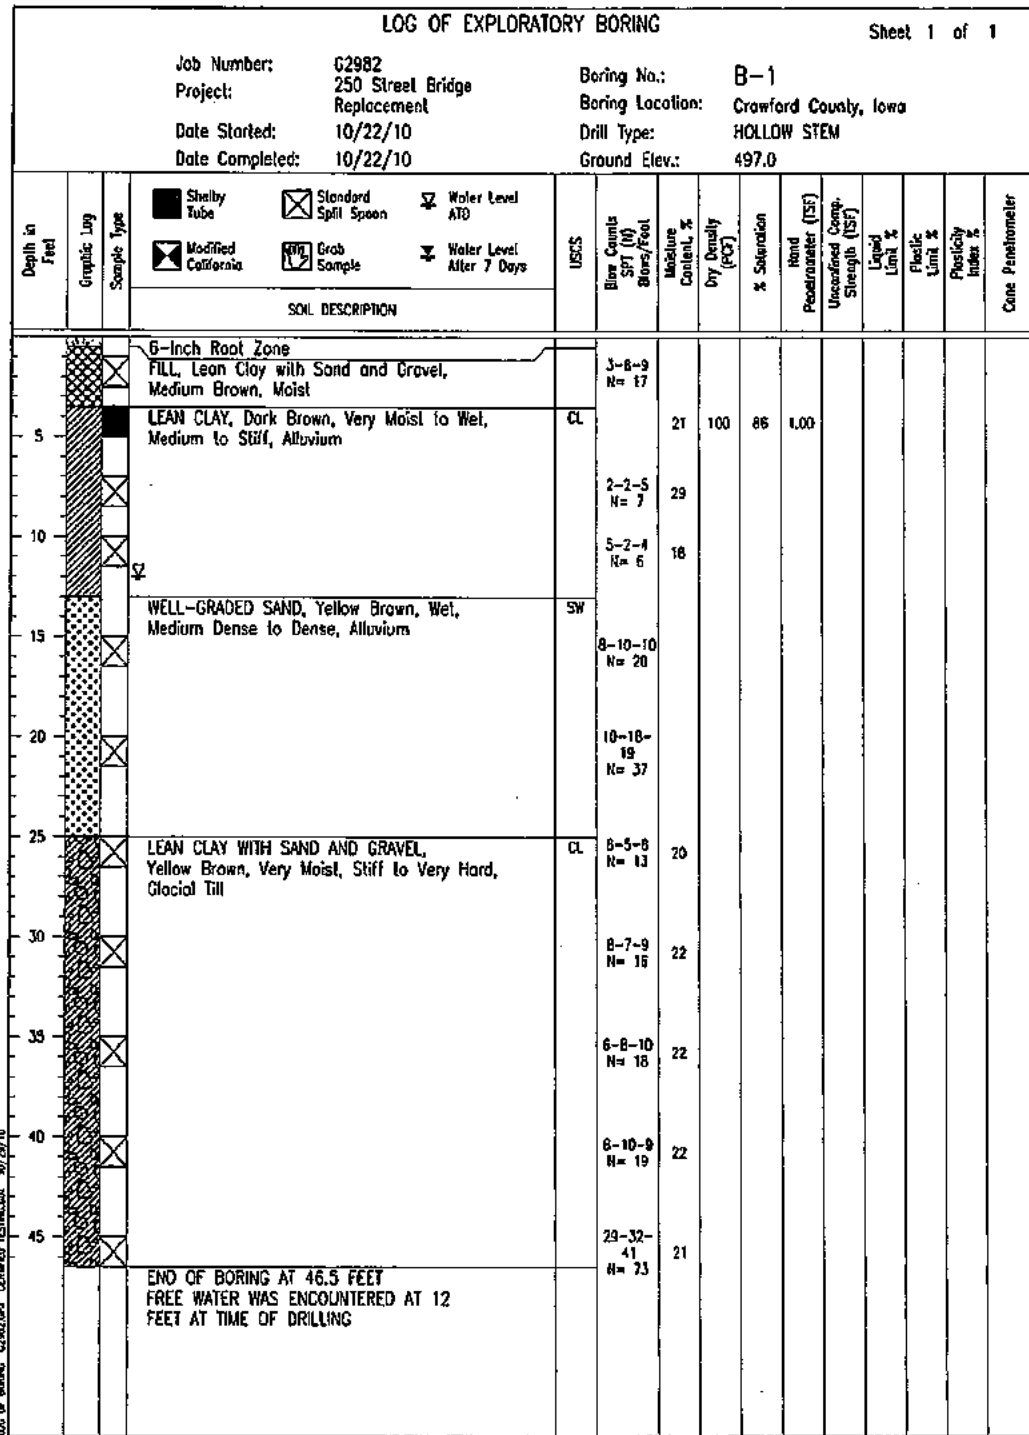 LOG OF EXPLORATORY BORING
Sheet 1 of 1
Job Number: G2982
Project: 250 Street Bridge
Replacement
Date Started: 10/22/10
Date Completed: 10/22/10
Boring No.: B-1
Boring Location: Crawford County, Iowa
Drill Type: HOLLOW STEM
Ground Elev.: 497.0
Depth in
Feet
Graphic Log
Sample Type
Shelby
Tube
Standard
Split Spoon
Water Level
ATD
Modified
California
Grab
Sample
Water Level
After 7 Days
SOIL DESCRIPTION
USCS
Blow Counts
SPT (N)
Blows/Foot
Moisture
Content, %
Dry Density
(PCF)
% Saturation
Hand
Penetrometer (TSF)
Unconfined Comp.
Strength (TSF)
Liquid
Limit %
Plastic
Limit %
Plasticity
Index %
Cone Penetrometer
6-Inch Root Zone
FILL, Lean Clay with Sand and Gravel,
Medium Brown, Moist
3-8-9
N= 17
LEAN CLAY, Dark Brown, Very Moist to Wet,
Medium to Stiff, Alluvium
CL
21 100 86 1.00
5
2-2-5
N= 7
29
10
5-2-4
N= 6
18
WELL-GRADED SAND, Yellow Brown, Wet,
Medium Dense to Dense, Alluvium
SW
15
8-10-10
N= 20
20
10-18-
19
N= 37
25
LEAN CLAY WITH SAND AND GRAVEL,
Yellow Brown, Very Moist, Stiff to Very Hard,
Glacial Till
CL
N= 13
20
30
8-7-9
N= 16
22
35
6-8-10
N= 18
22
40
6-10-9
N= 19
22
45
29-32-
41
N= 73
21
END OF BORING AT 46.5 FEET
FREE WATER WAS ENCOUNTERED AT 12
FEET AT TIME OF DRILLING
LOG OF BORING